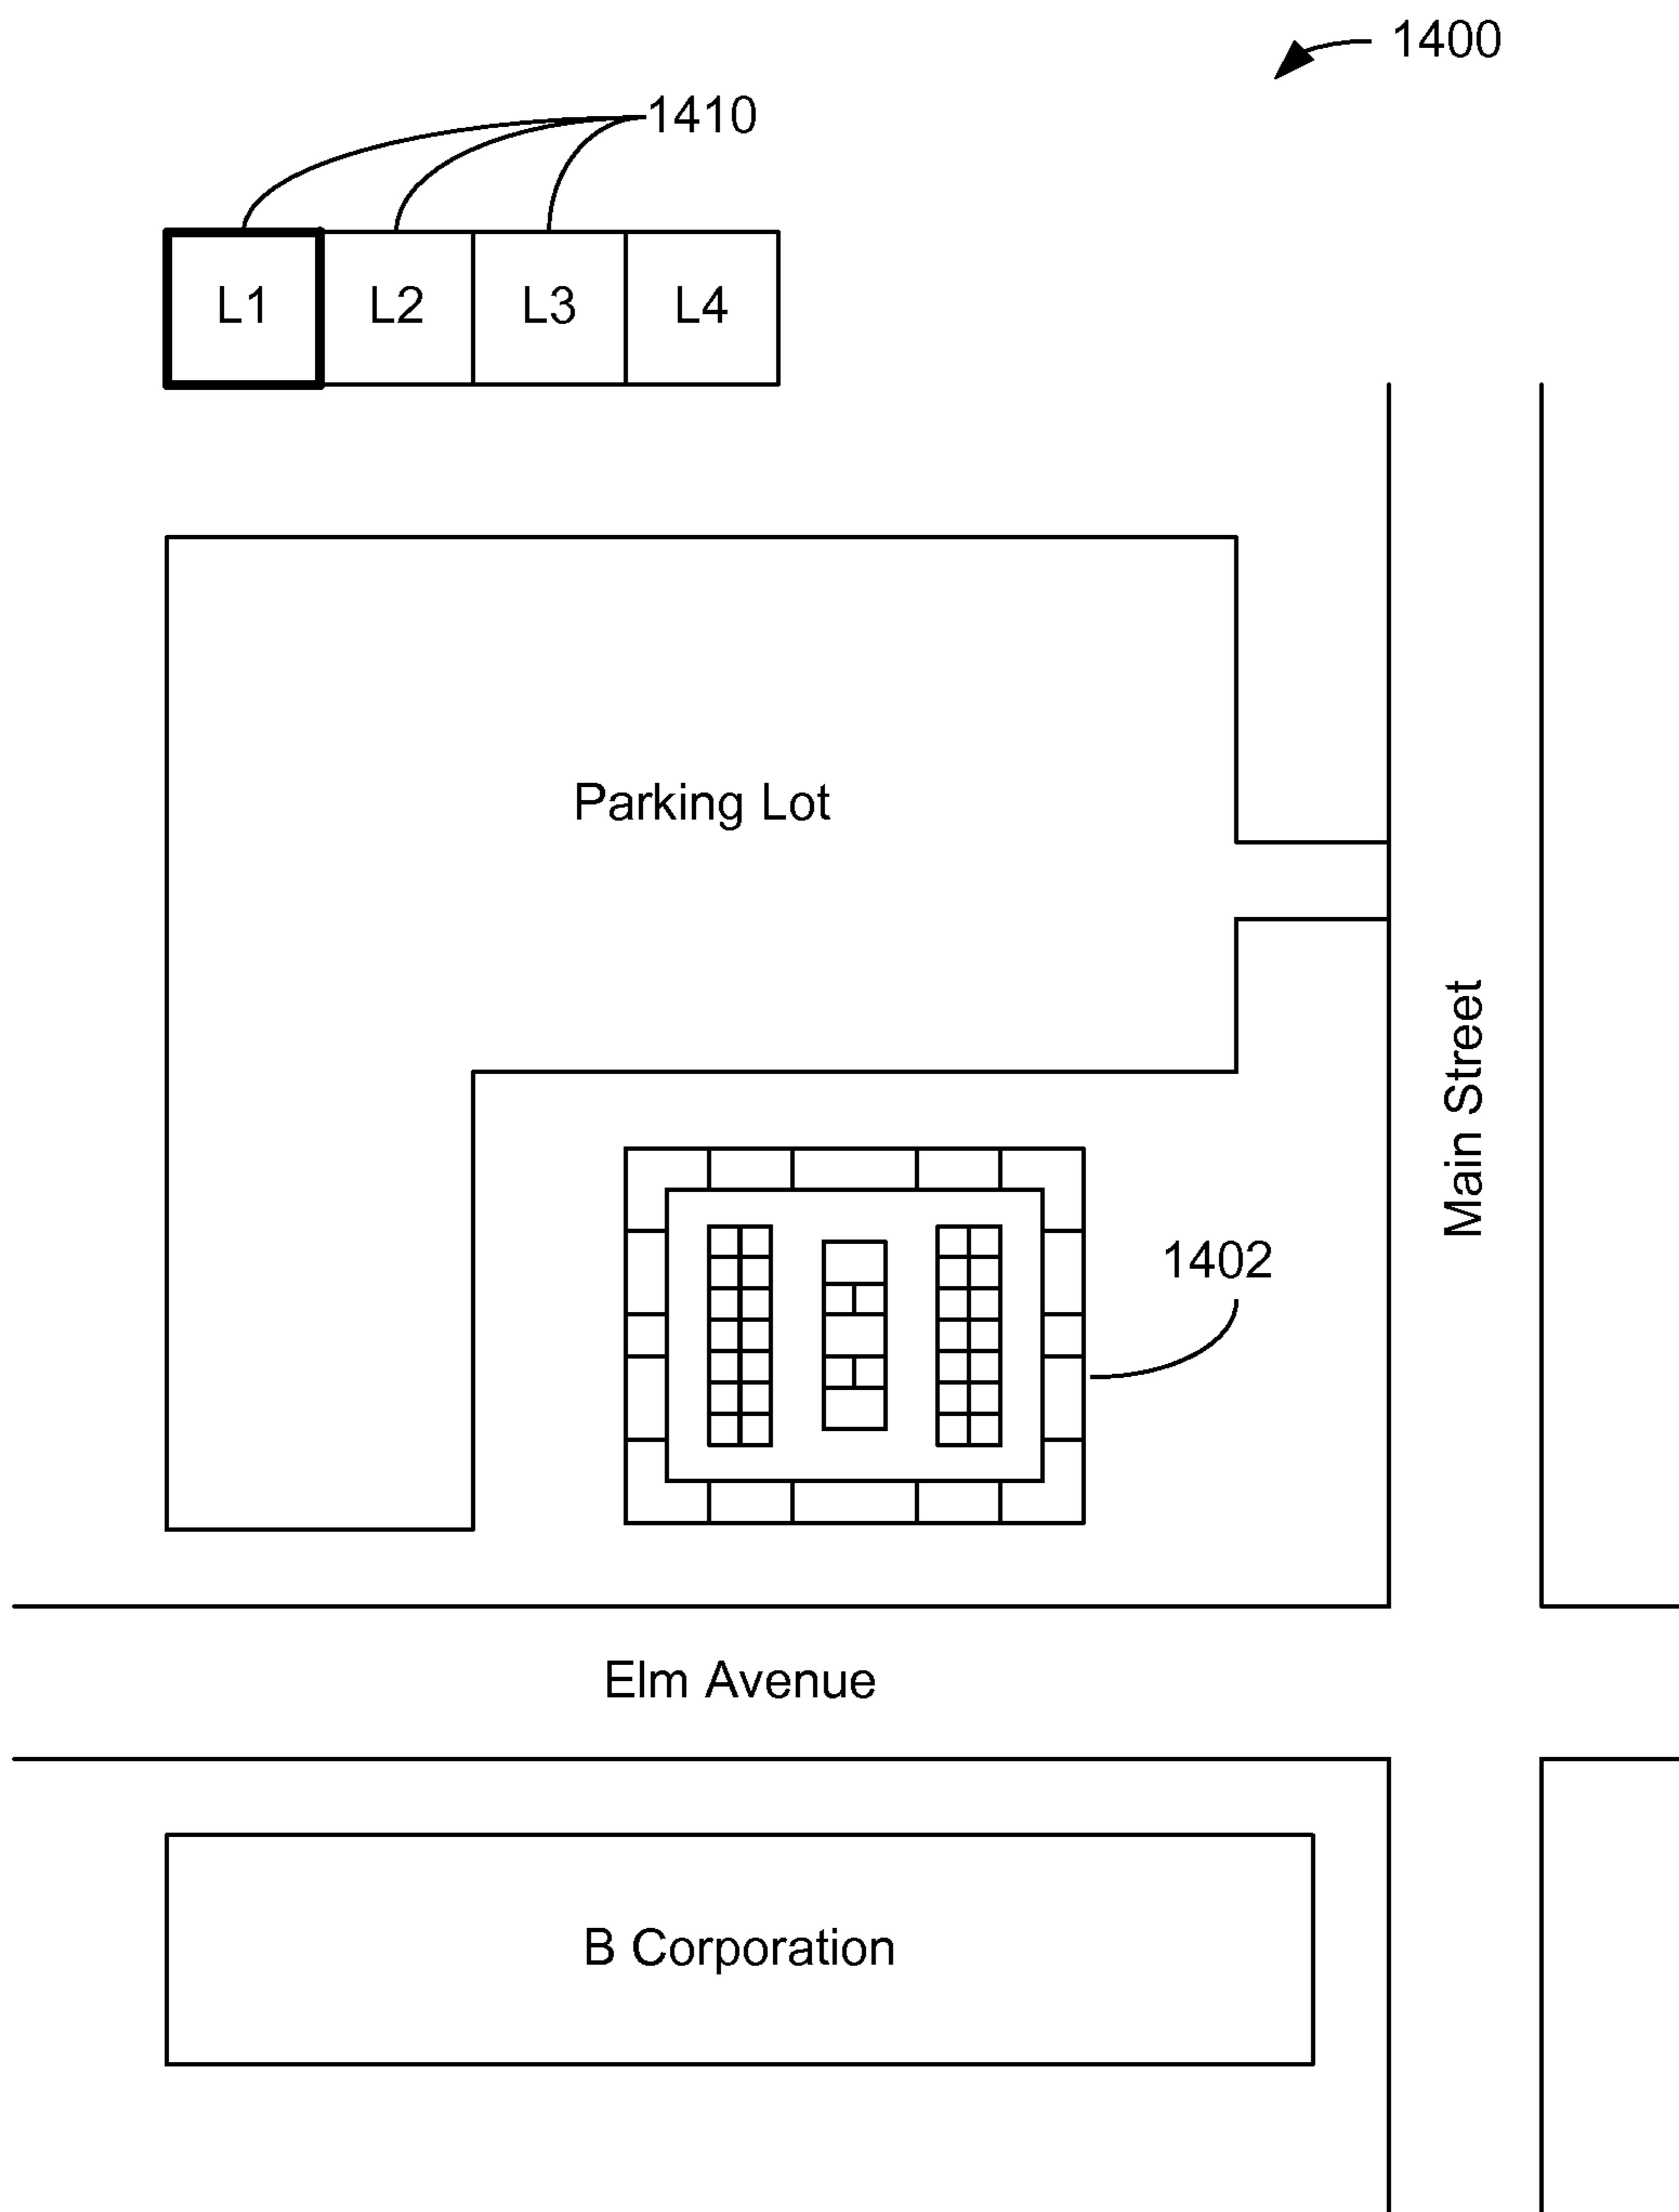 1400
1410
L1 L2 L3 L4
Parking Lot
Main Street
1402
Elm Avenue
B Corporation